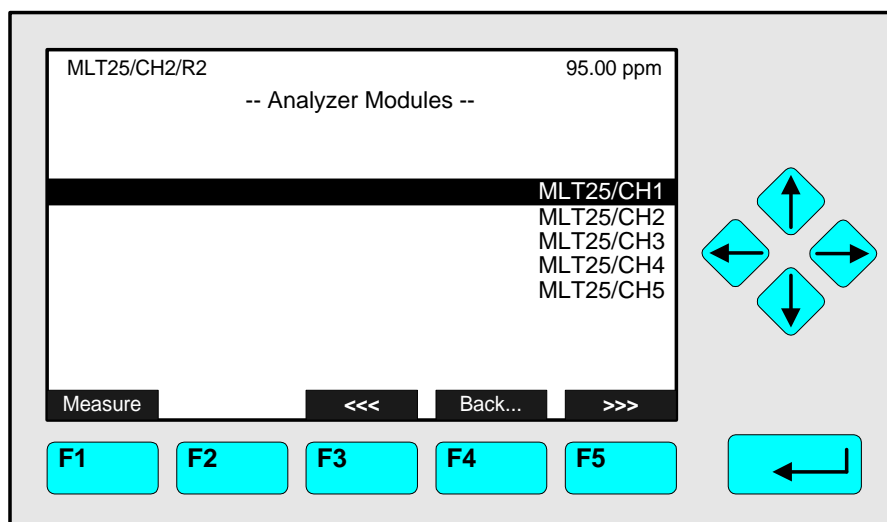 MLT25/CH2/R2 95.00 ppm
-- Analyzer Modules --
MLT25/CH1
MLT25/CH2
MLT25/CH3
MLT25/CH4
MLT25/CH5
Measure <<< Back... >>>
F1 F2 F3 F4 F5